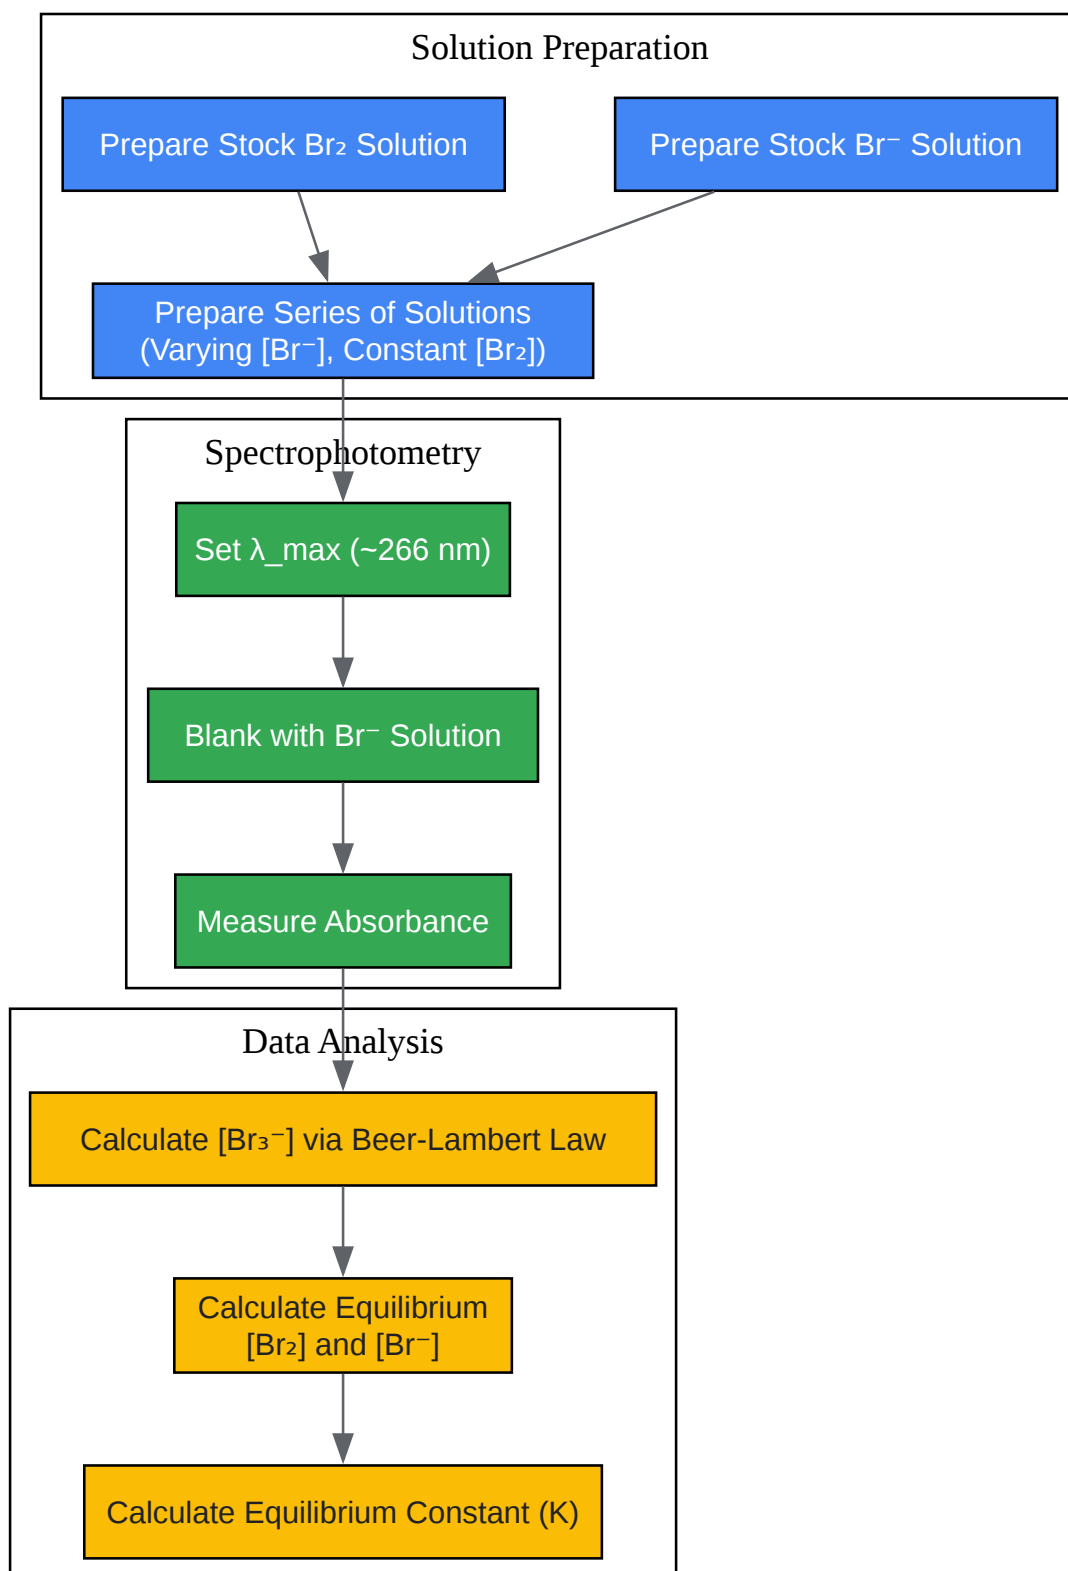 Solution Preparation
Prepare Stock Br₂ Solution
Prepare Stock Br⁻ Solution
Prepare Series of Solutions
(Varying [Br⁻], Constant [Br₂])
Spectrophotometry
Set λ_max (~266 nm)
Blank with Br⁻ Solution
Measure Absorbance
Data Analysis
Calculate [Br₃⁻] via Beer-Lambert Law
Calculate Equilibrium
[Br₂] and [Br⁻]
Calculate Equilibrium Constant (K)